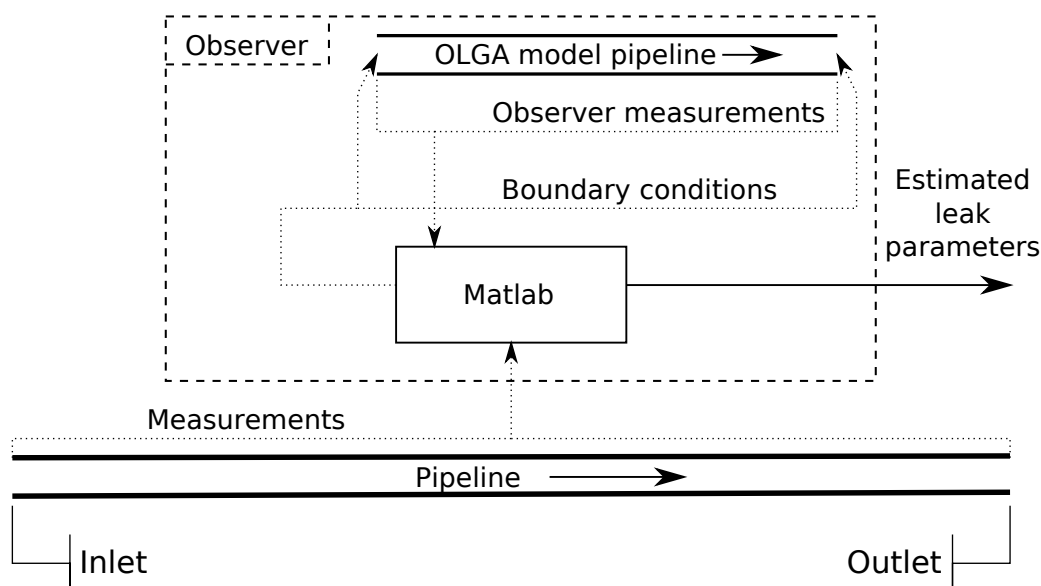 Observer
OLGA model pipeline
Observer measurements
Boundary conditions
Estimated
leak
parameters
Matlab
Measurements
Pipeline
Inlet
Outlet